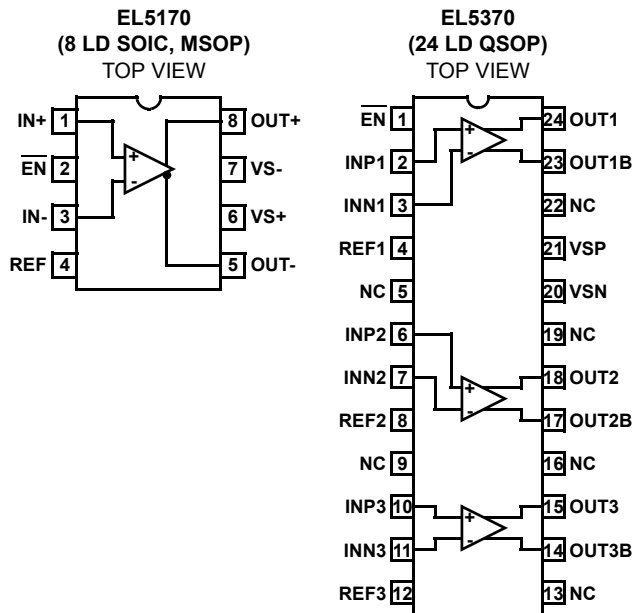 EL5170
(8 LD SOIC, MSOP)
TOP VIEW
IN+ 1
EN 2
IN- 3
REF 4
8 OUT+
7 VS-
6 VS+
5 OUT-
+
-
EL5370
(24 LD QSOP)
TOP VIEW
EN 1
INP1 2
INN1 3
REF1 4
NC 5
INP2 6
INN2 7
REF2 8
NC 9
INP3 10
INN3 11
REF3 12
24 OUT1
23 OUT1B
22 NC
21 VSP
20 VSN
19 NC
18 OUT2
17 OUT2B
16 NC
15 OUT3
14 OUT3B
13 NC
+
-
+
-
+
-